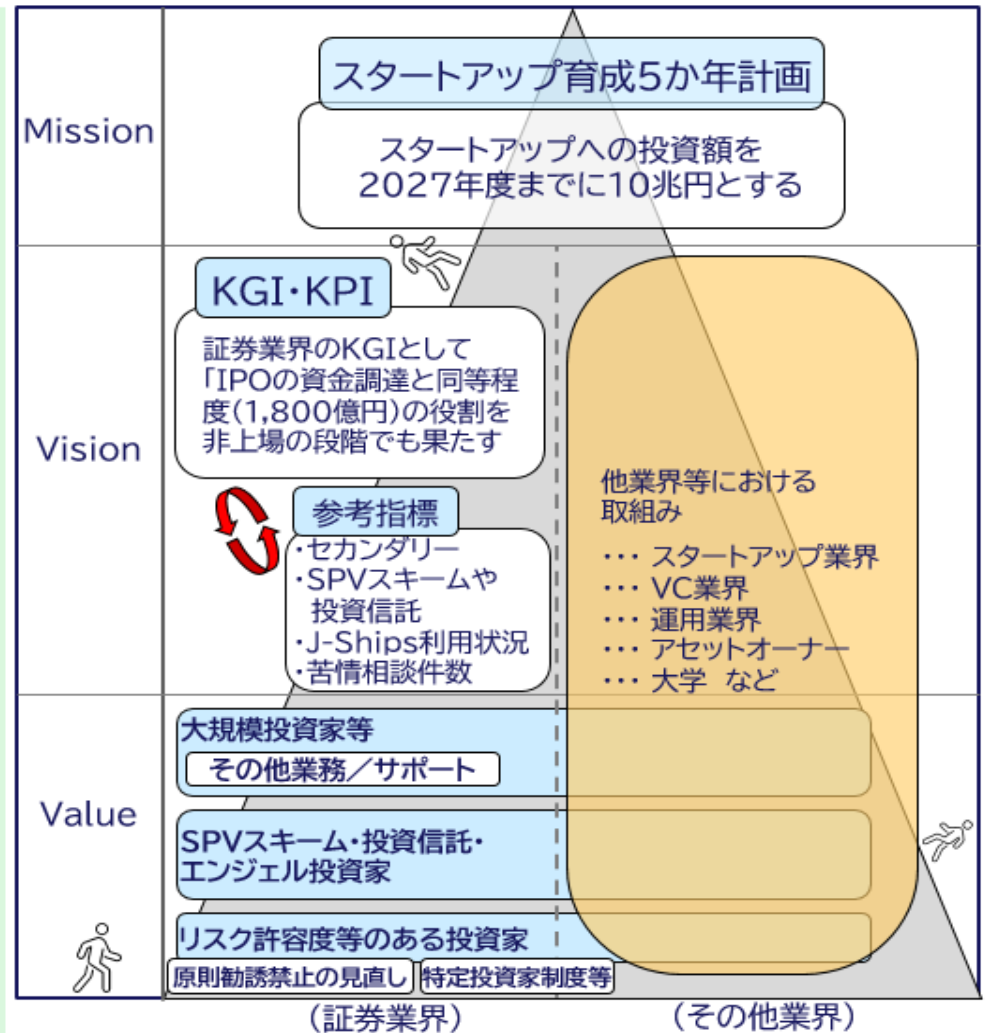 Mission
スタートアップ育成5か年計画
スタートアップへの投資額を
2027年度までに10兆円とする
Vision
KGI・KPI
証券業界のKGIとして
「IPOの資金調達と同等程
度(1,800億円)の役割を
非上場の段階でも果たす
参考指標
・セカンダリー
・SPVスキームや
投資信託
・J-Ships利用状況
・苦情相談件数
他業界等における
取組み
・・・ スタートアップ業界
・・・ VC業界
・・・ 運用業界
・・・ アセットオーナー
・・・ 大学 など
Value
大規模投資家等
その他業務／サポート
SPVスキーム・投資信託・
エンジェル投資家
リスク許容度等のある投資家
原則勧誘禁止の見直し
特定投資家制度等
(証券業界)
(その他業界)